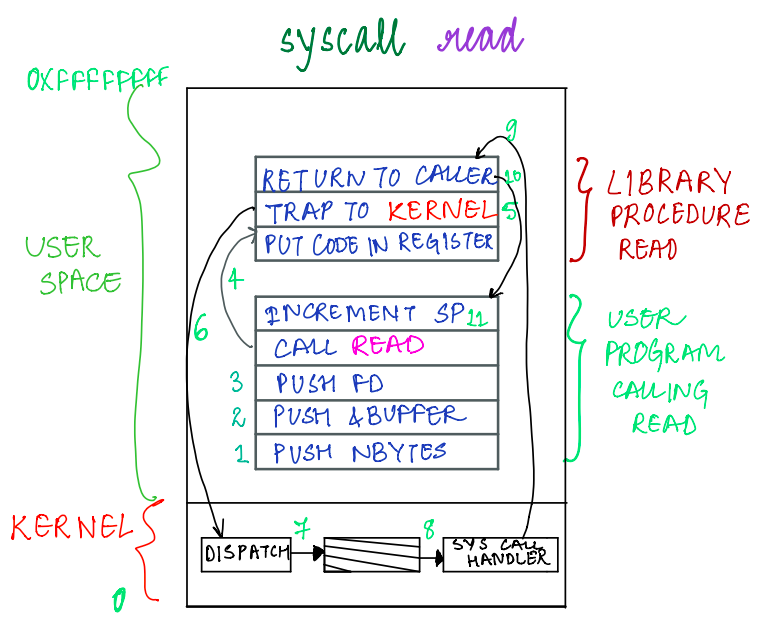 syscall read
0XFFFFFFFF
9
RETURN TO CALLER 10
TRAP TO KERNEL 5
PUT CODE IN REGISTER
LIBRARY
PROCEDURE
READ
USER
SPACE
4
6
INCREMENT SP 11
CALL READ
3 PUSH FD
2 PUSH &BUFFER
1 PUSH NBYTES
USER
PROGRAM
CALLING
READ
KERNEL
7
8
DISPATCH
SYS CALL
HANDLER
0